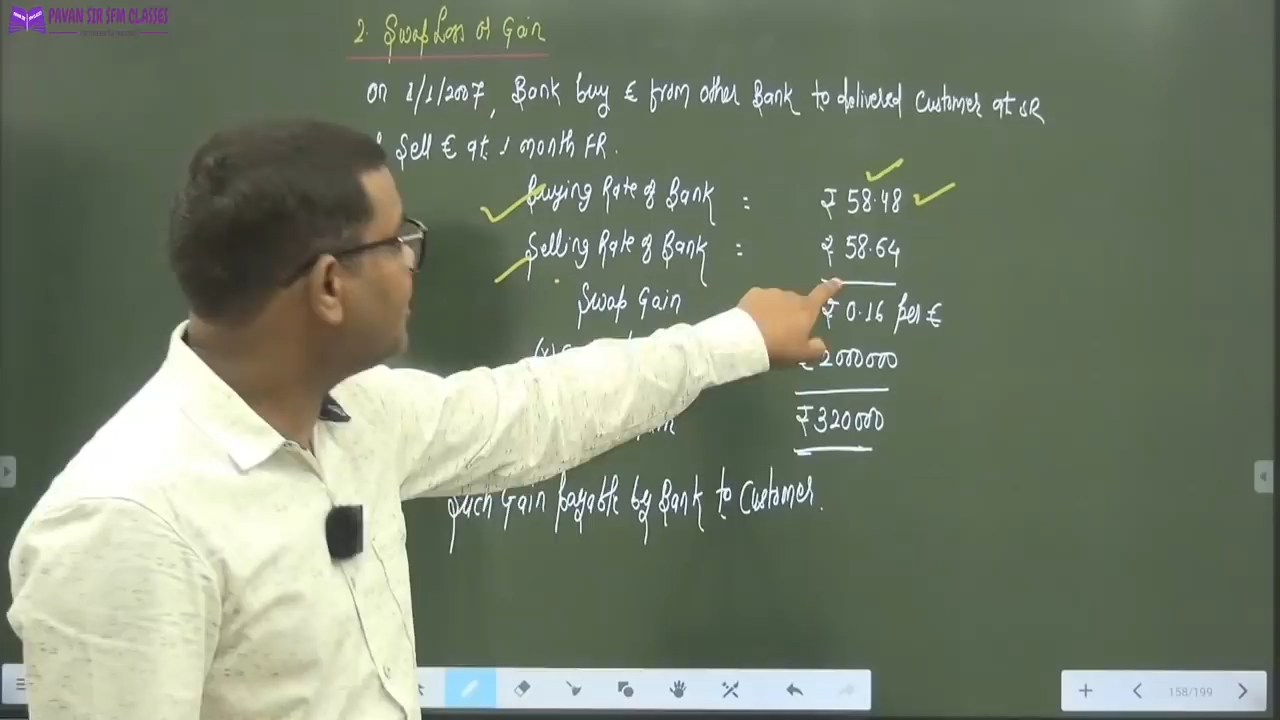 PAVAN SIR SFM CLASSES
2. Swap Loss or Gain
on 1/1/2007, Bank buy € from other Bank to delivered Customer at SR
Sell € at 1 month FR.
Buying Rate of Bank = ₹ 58.48
Selling Rate of Bank = ₹ 58.64
Swap Gain ₹ 0.16 per €
2000000
₹ 320000
Such Gain payable by Bank to Customer.
158/199